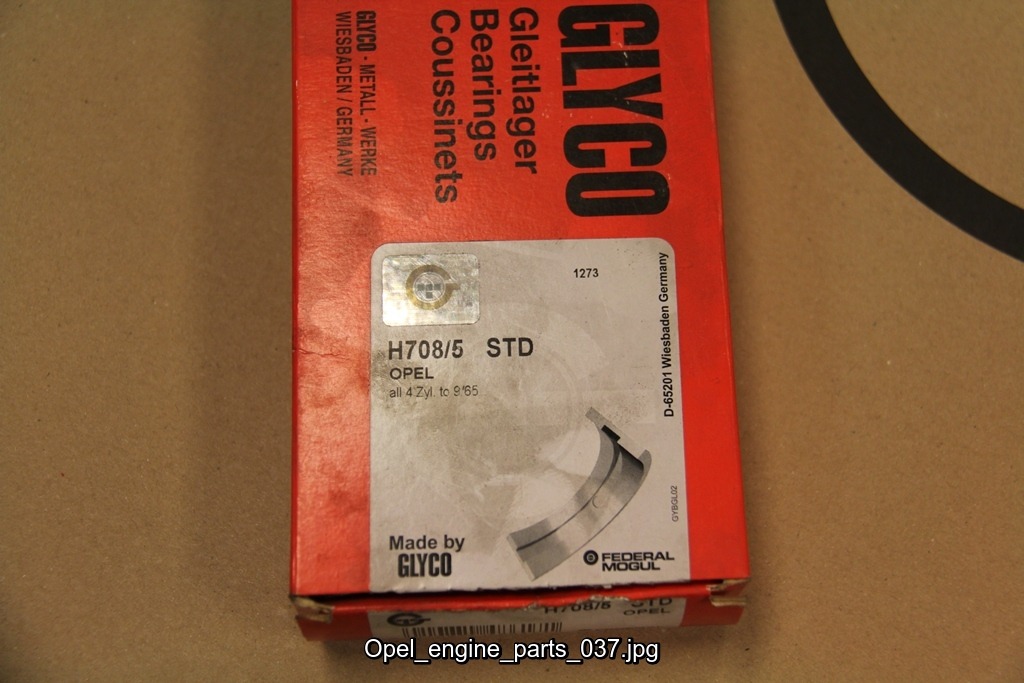 GLYCO
Gleitlager
Bearings
Coussinets
GLYCO - METALL - WERKE
WIESBADEN / GERMANY
1273
H708/5 STD
OPEL
all 4 Zyl. to 9/65
D-65201 Wiesbaden Germany
GYBGL02
Made by
GLYCO
FEDERAL
MOGUL
H708/5 STD
OPEL
Opel_engine_parts_037.jpg